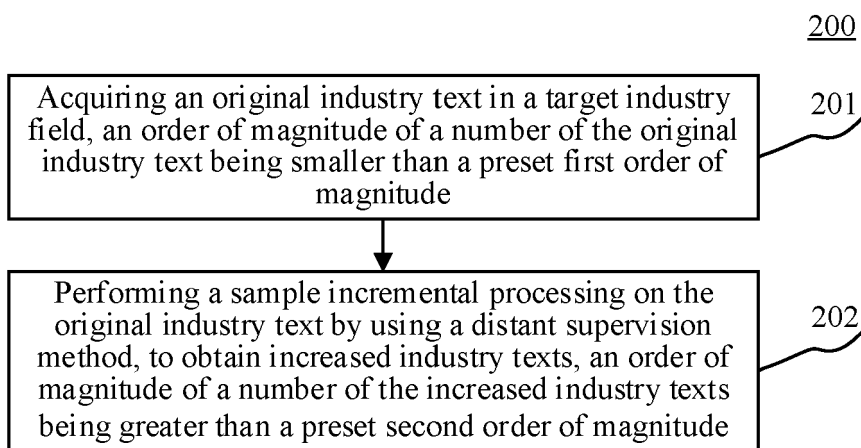 200
Acquiring an original industry text in a target industry
field, an order of magnitude of a number of the original
industry text being smaller than a preset first order of
magnitude
201
Performing a sample incremental processing on the
original industry text by using a distant supervision
method, to obtain increased industry texts, an order of
magnitude of a number of the increased industry texts
being greater than a preset second order of magnitude
202